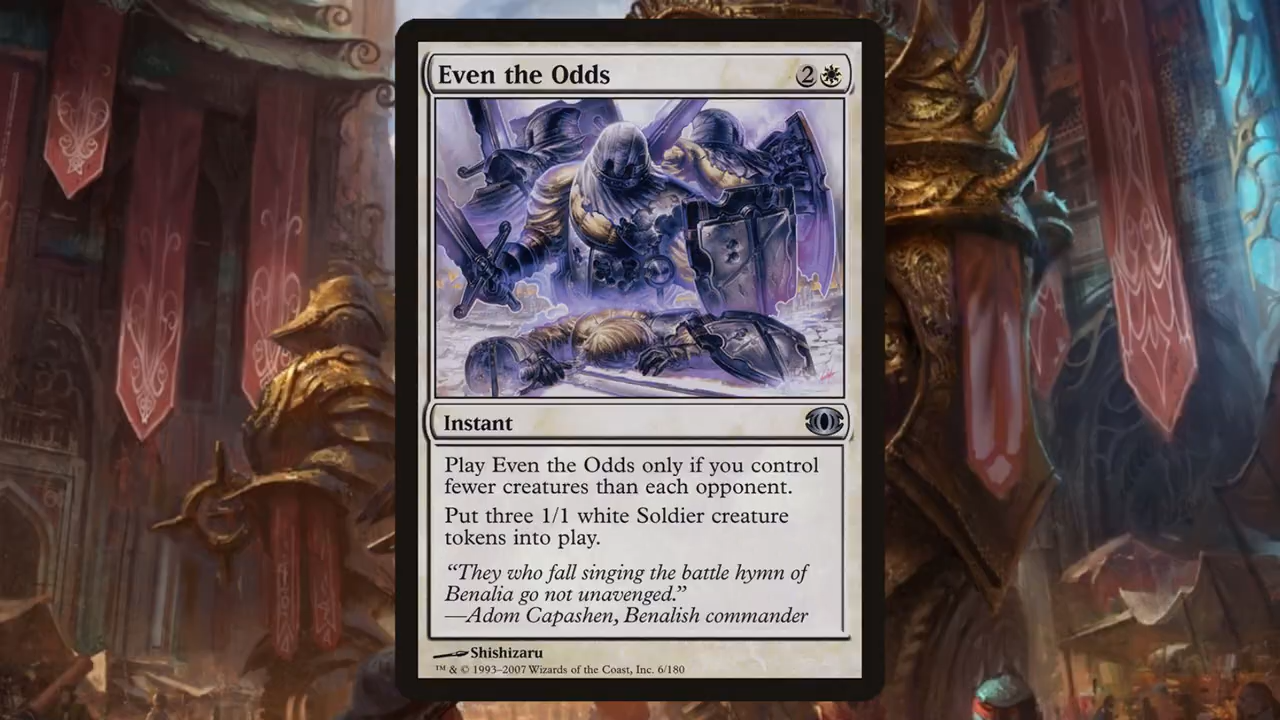 Even the Odds 2
Instant
Play Even the Odds only if you control
fewer creatures than each opponent.
Put three 1/1 white Soldier creature
tokens into play.
“They who fall singing the battle hymn of
Benalia go not unavenged.”
—Adom Capashen, Benalish commander
Shishizaru
™ & © 1993–2007 Wizards of the Coast, Inc. 6/180